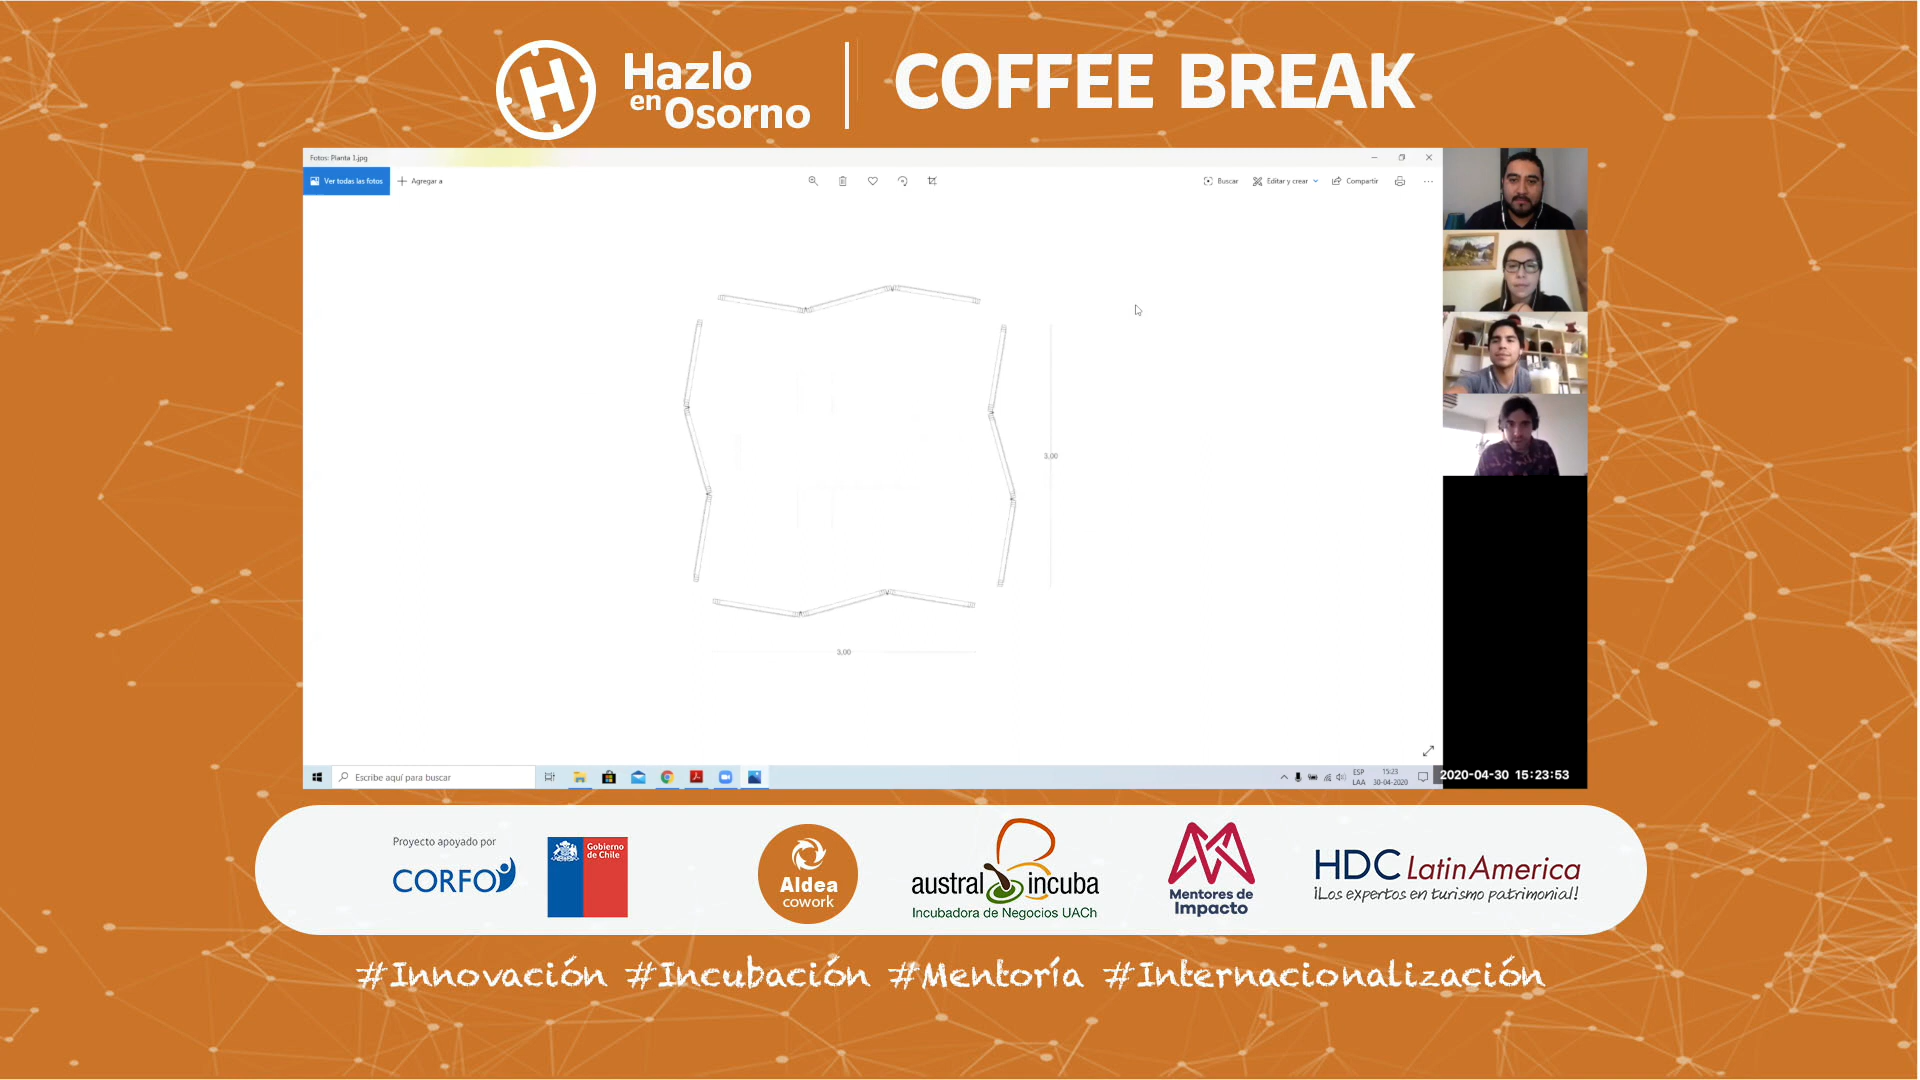 H
Hazlo
en Osorno
COFFEE BREAK
Fotos: Planta 1.jpg
Ver todas las fotos
Agregar a
Buscar
Editar y crear
Compartir
3,00
3,00
Escribe aquí para buscar
ESP
LAA
15:23
30-04-2020
2020-04-30 15:23:53
Proyecto apoyado por
CORFO
Gobierno
de Chile
Aldea
cowork
austral incuba
Incubadora de Negocios UACh
Mentores de
Impacto
HDC LatinAmerica
¡Los expertos en turismo patrimonial!
#Innovación #Incubación #Mentoría #Internacionalización